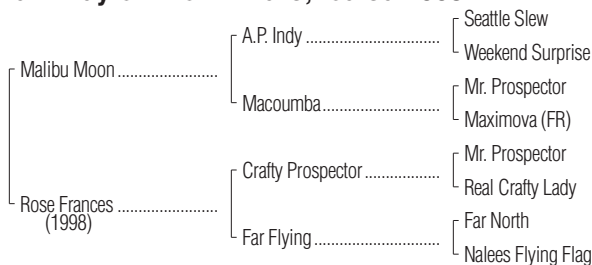 Seattle Slew
A.P. Indy
Weekend Surprise
Malibu Moon
Mr. Prospector
Macoumba
Maximova (FR)
Mr. Prospector
Crafty Prospector
Real Crafty Lady
Rose Frances
(1998)
Far North
Far Flying
Nalees Flying Flag